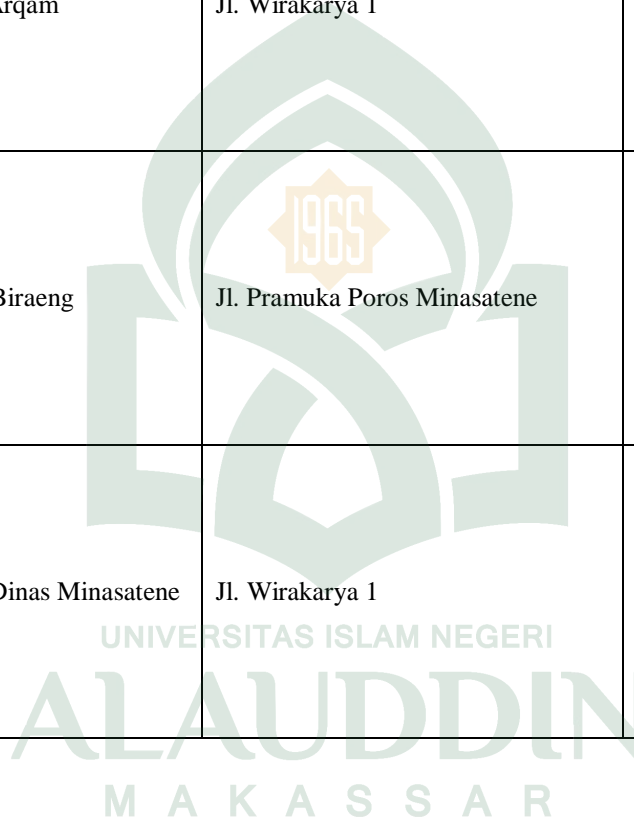 Arqam Jl. Wirakarya 1
1965
Biraeng Jl. Pramuka Poros Minasatene
Dinas Minasatene Jl. Wirakarya 1
UNIVERSITAS ISLAM NEGERI
ALAUDDIN
MAKASSAR